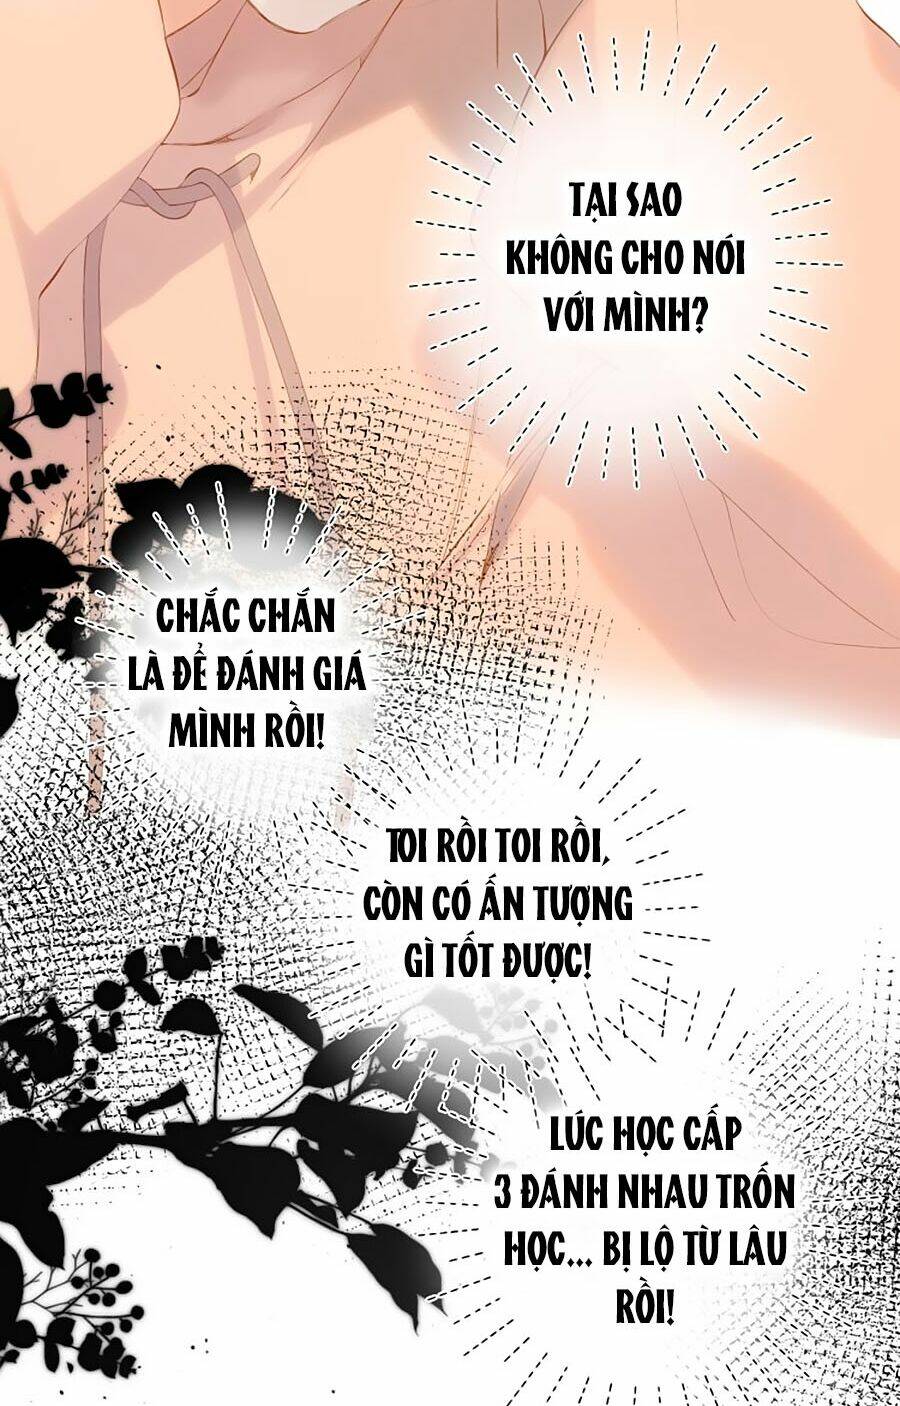 TẠI SAO
KHÔNG CHO NÓI
VỚI MÌNH?
CHẮC CHẮN
LÀ ĐỂ ĐÁNH GIÁ
MÌNH RỒI!
TOI RỒI TOI RỒI,
CÒN CÓ ẤN TƯỢNG
GÌ TỐT ĐƯỢC!
LÚC HỌC CẤP
3 ĐÁNH NHAU TRỐN
HỌC... BỊ LỘ TỪ LÂU
RỒI!